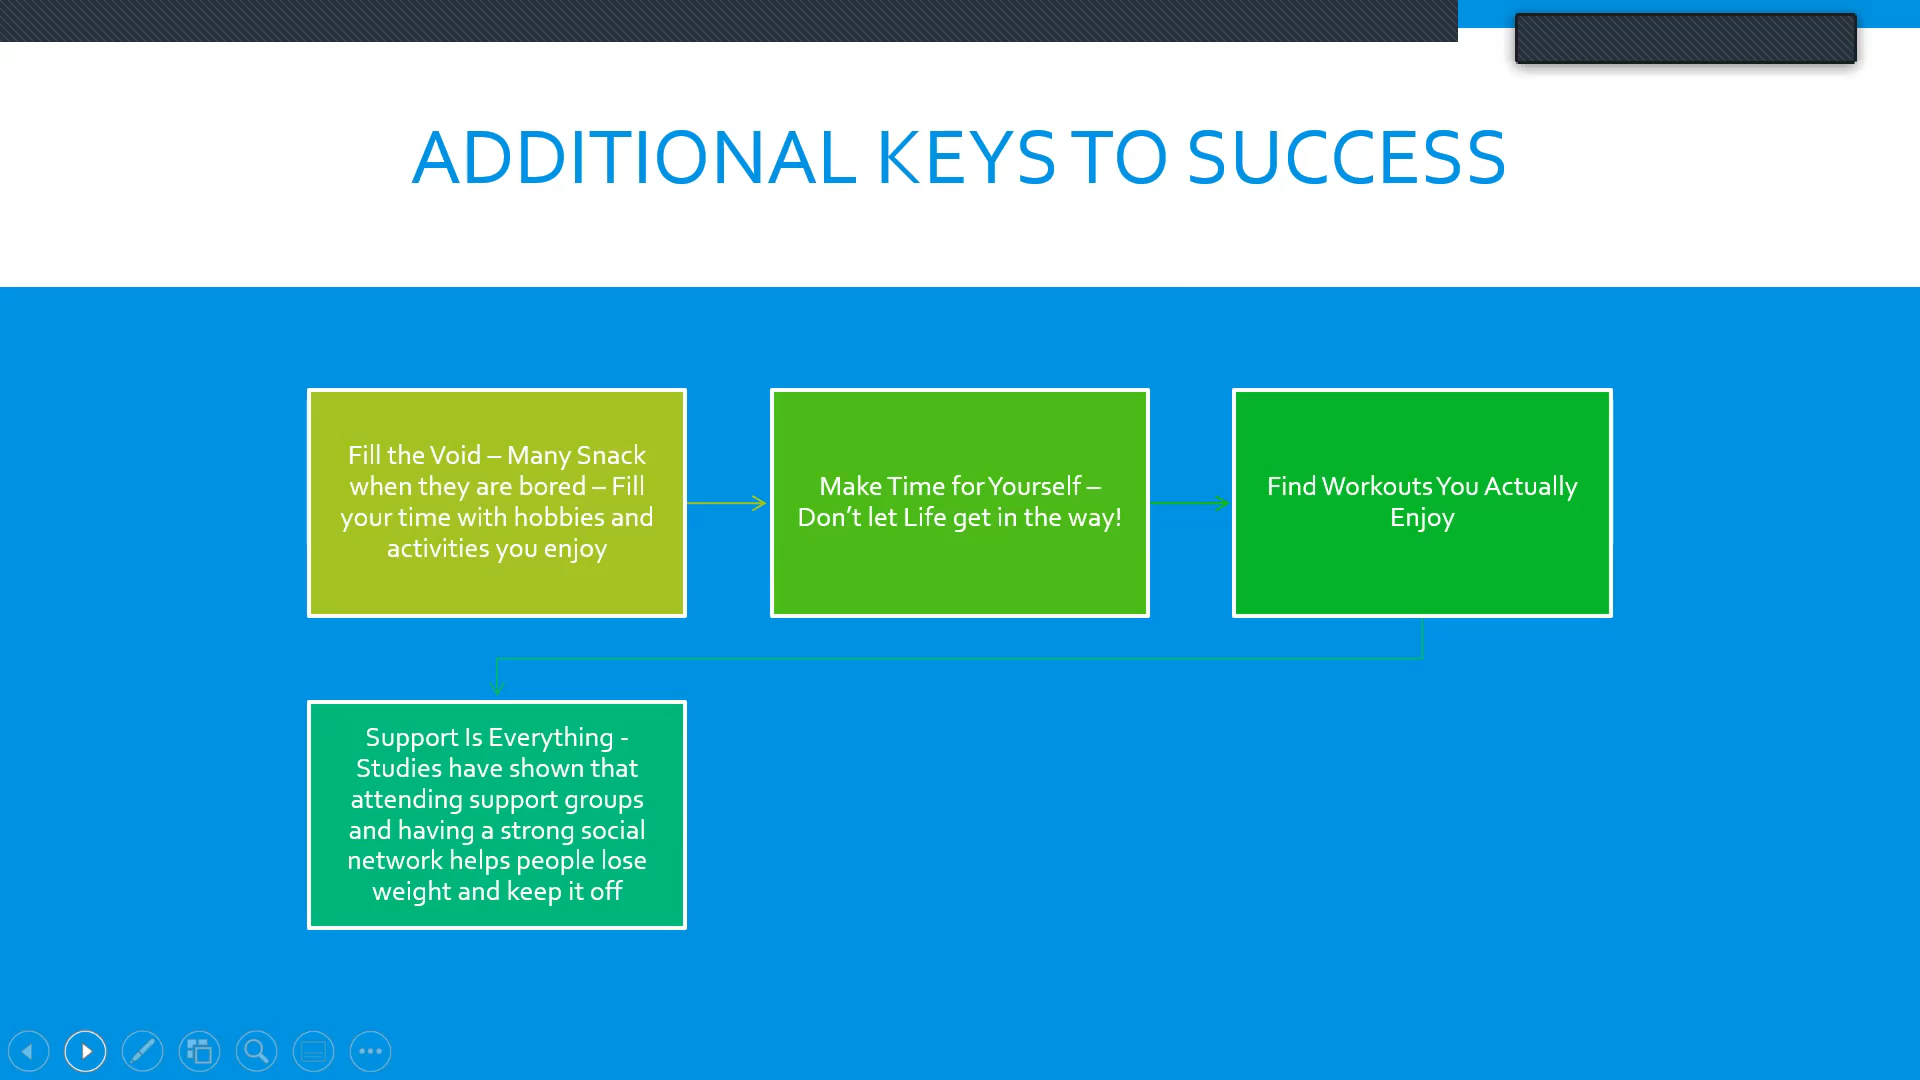 ADDITIONAL KEYS TO SUCCESS
Fill the Void – Many Snack
when they are bored – Fill
your time with hobbies and
activities you enjoy
Make Time for Yourself –
Don’t let Life get in the way!
Find Workouts You Actually
Enjoy
Support Is Everything -
Studies have shown that
attending support groups
and having a strong social
network helps people lose
weight and keep it off